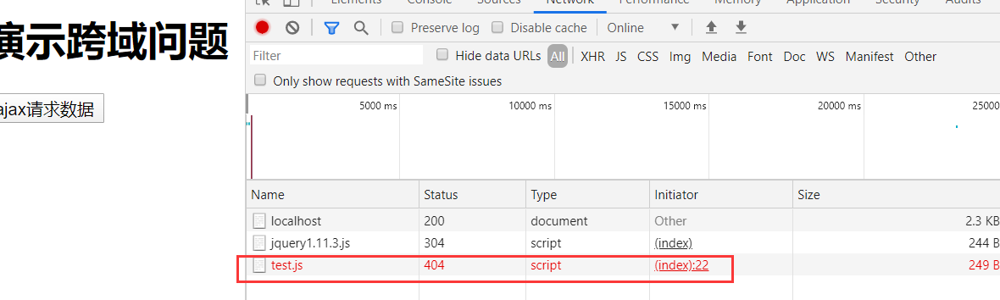 Elements Console Sources Network Performance Memory Application Security Audits
演示跨域问题
Preserve log Disable cache Online
Filter Hide data URLs All XHR JS CSS Img Media Font Doc WS Manifest Other
Only show requests with SameSite issues
ajax请求数据
5000 ms 10000 ms 15000 ms 20000 ms 25000
Name Status Type Initiator Size
localhost 200 document Other 2.3 KB
jquery1.11.3.js 304 script (index) 244 B
test.js 404 script (index):22 249 B